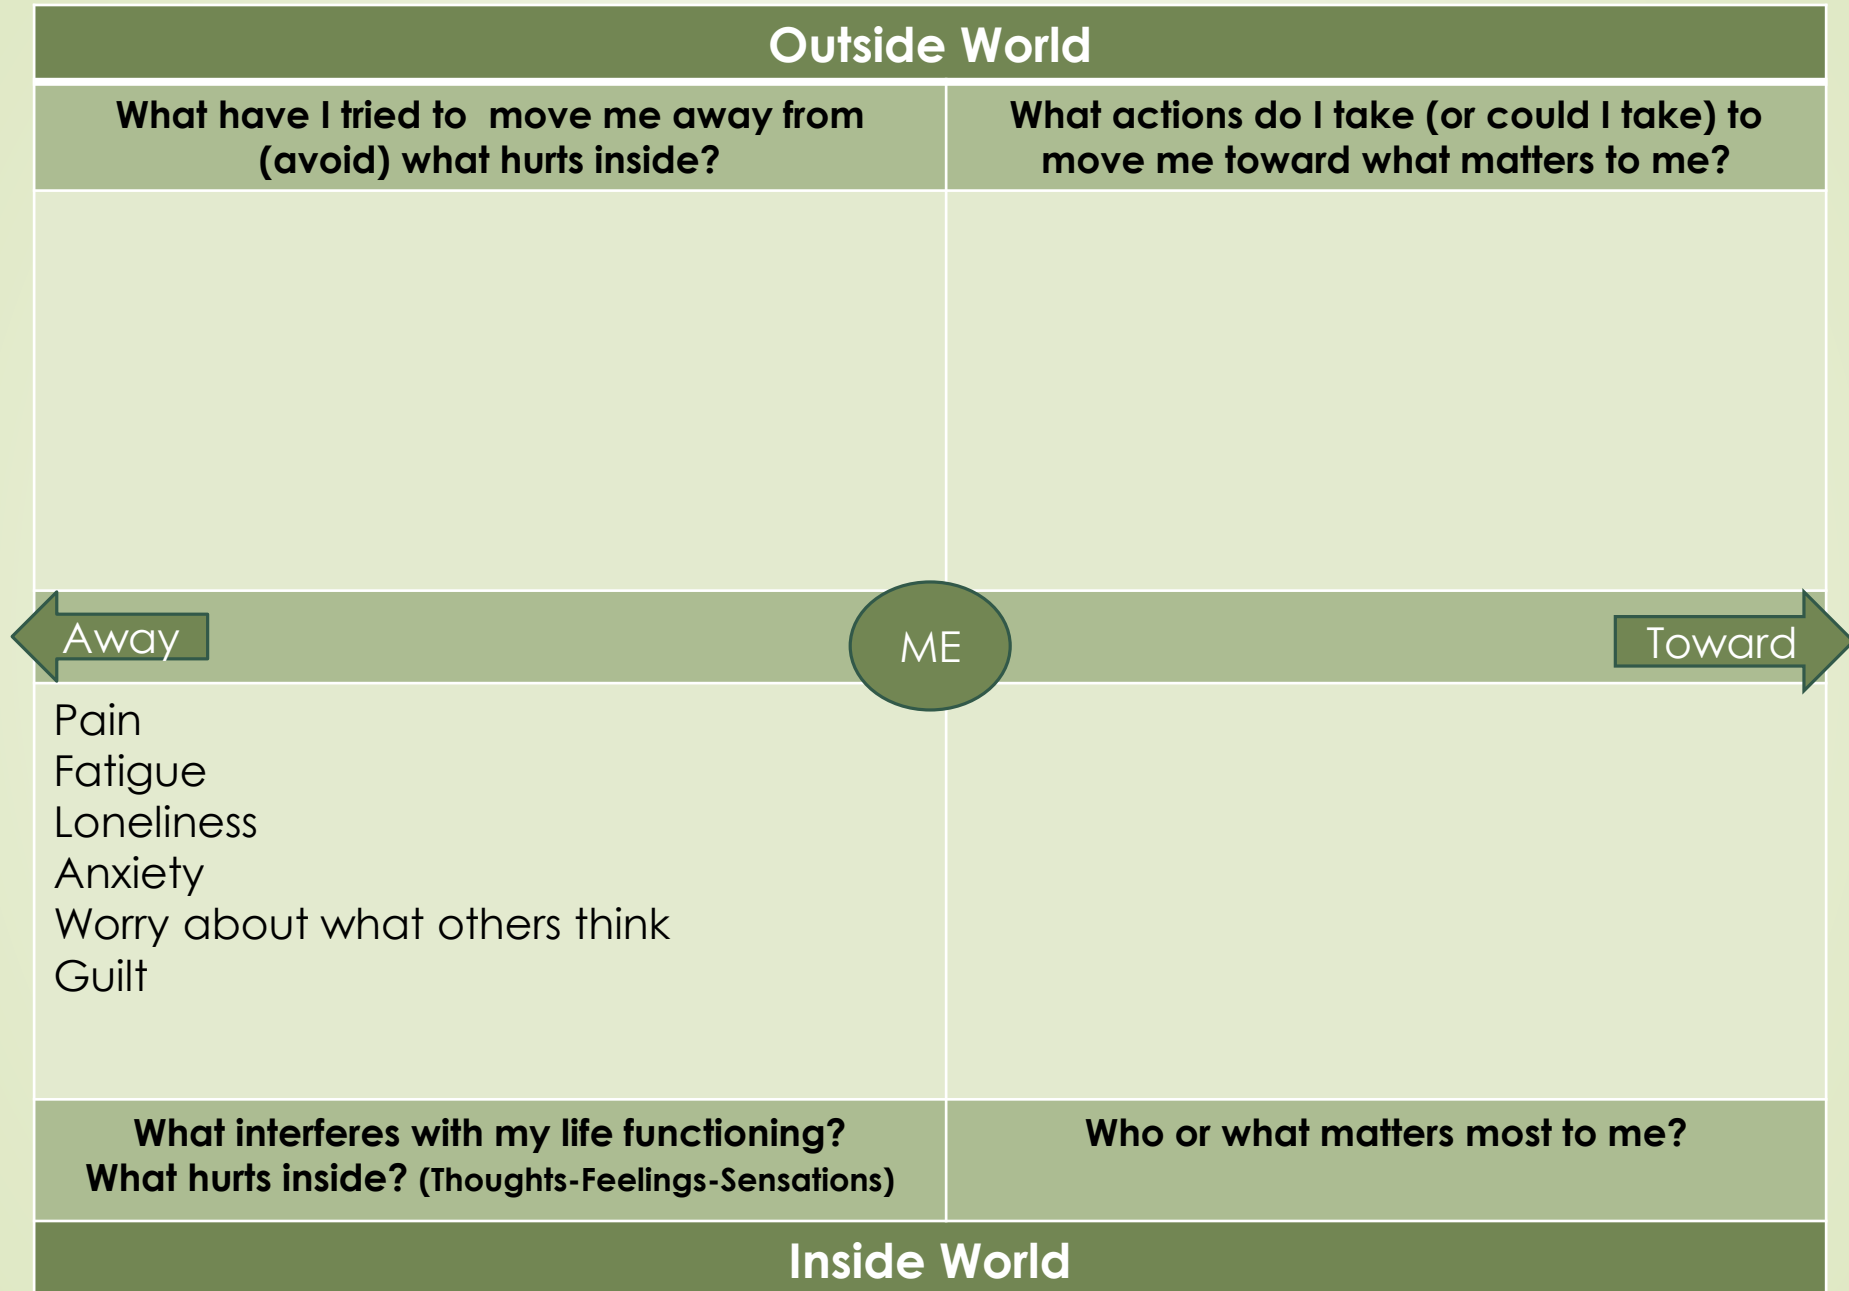 Outside World
What have I tried to  move me away from
(avoid) what hurts inside?
What actions do I take (or could I take) to
move me toward what matters to me?
Away
ME
Toward
Pain
Fatigue
Loneliness
Anxiety
Worry about what others think
Guilt
What interferes with my life functioning?
What hurts inside? (Thoughts-Feelings-Sensations)
Who or what matters most to me?
Inside World